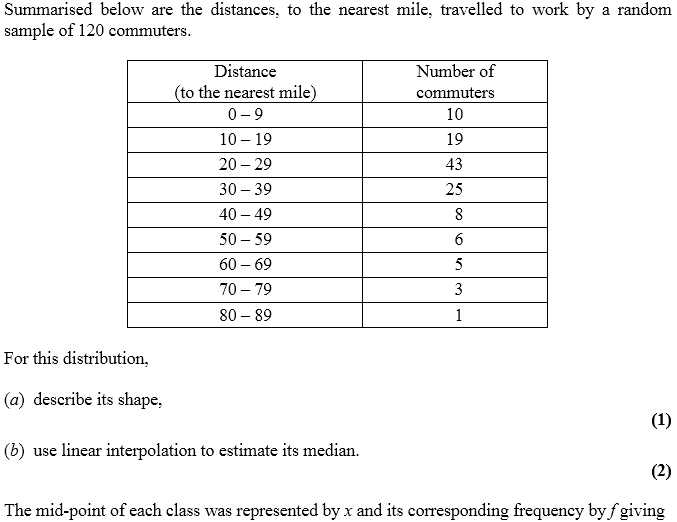 Summarised below are the distances, to the nearest mile, travelled to work by a random
sample of 120 commuters.
Distance
(to the nearest mile)
Number of
commuters
0 – 9 10
10 – 19 19
20 – 29 43
30 – 39 25
40 – 49 8
50 – 59 6
60 – 69 5
70 – 79 3
80 – 89 1
For this distribution,
(a) describe its shape,
(1)
(b) use linear interpolation to estimate its median.
(2)
The mid-point of each class was represented by x and its corresponding frequency by f giving